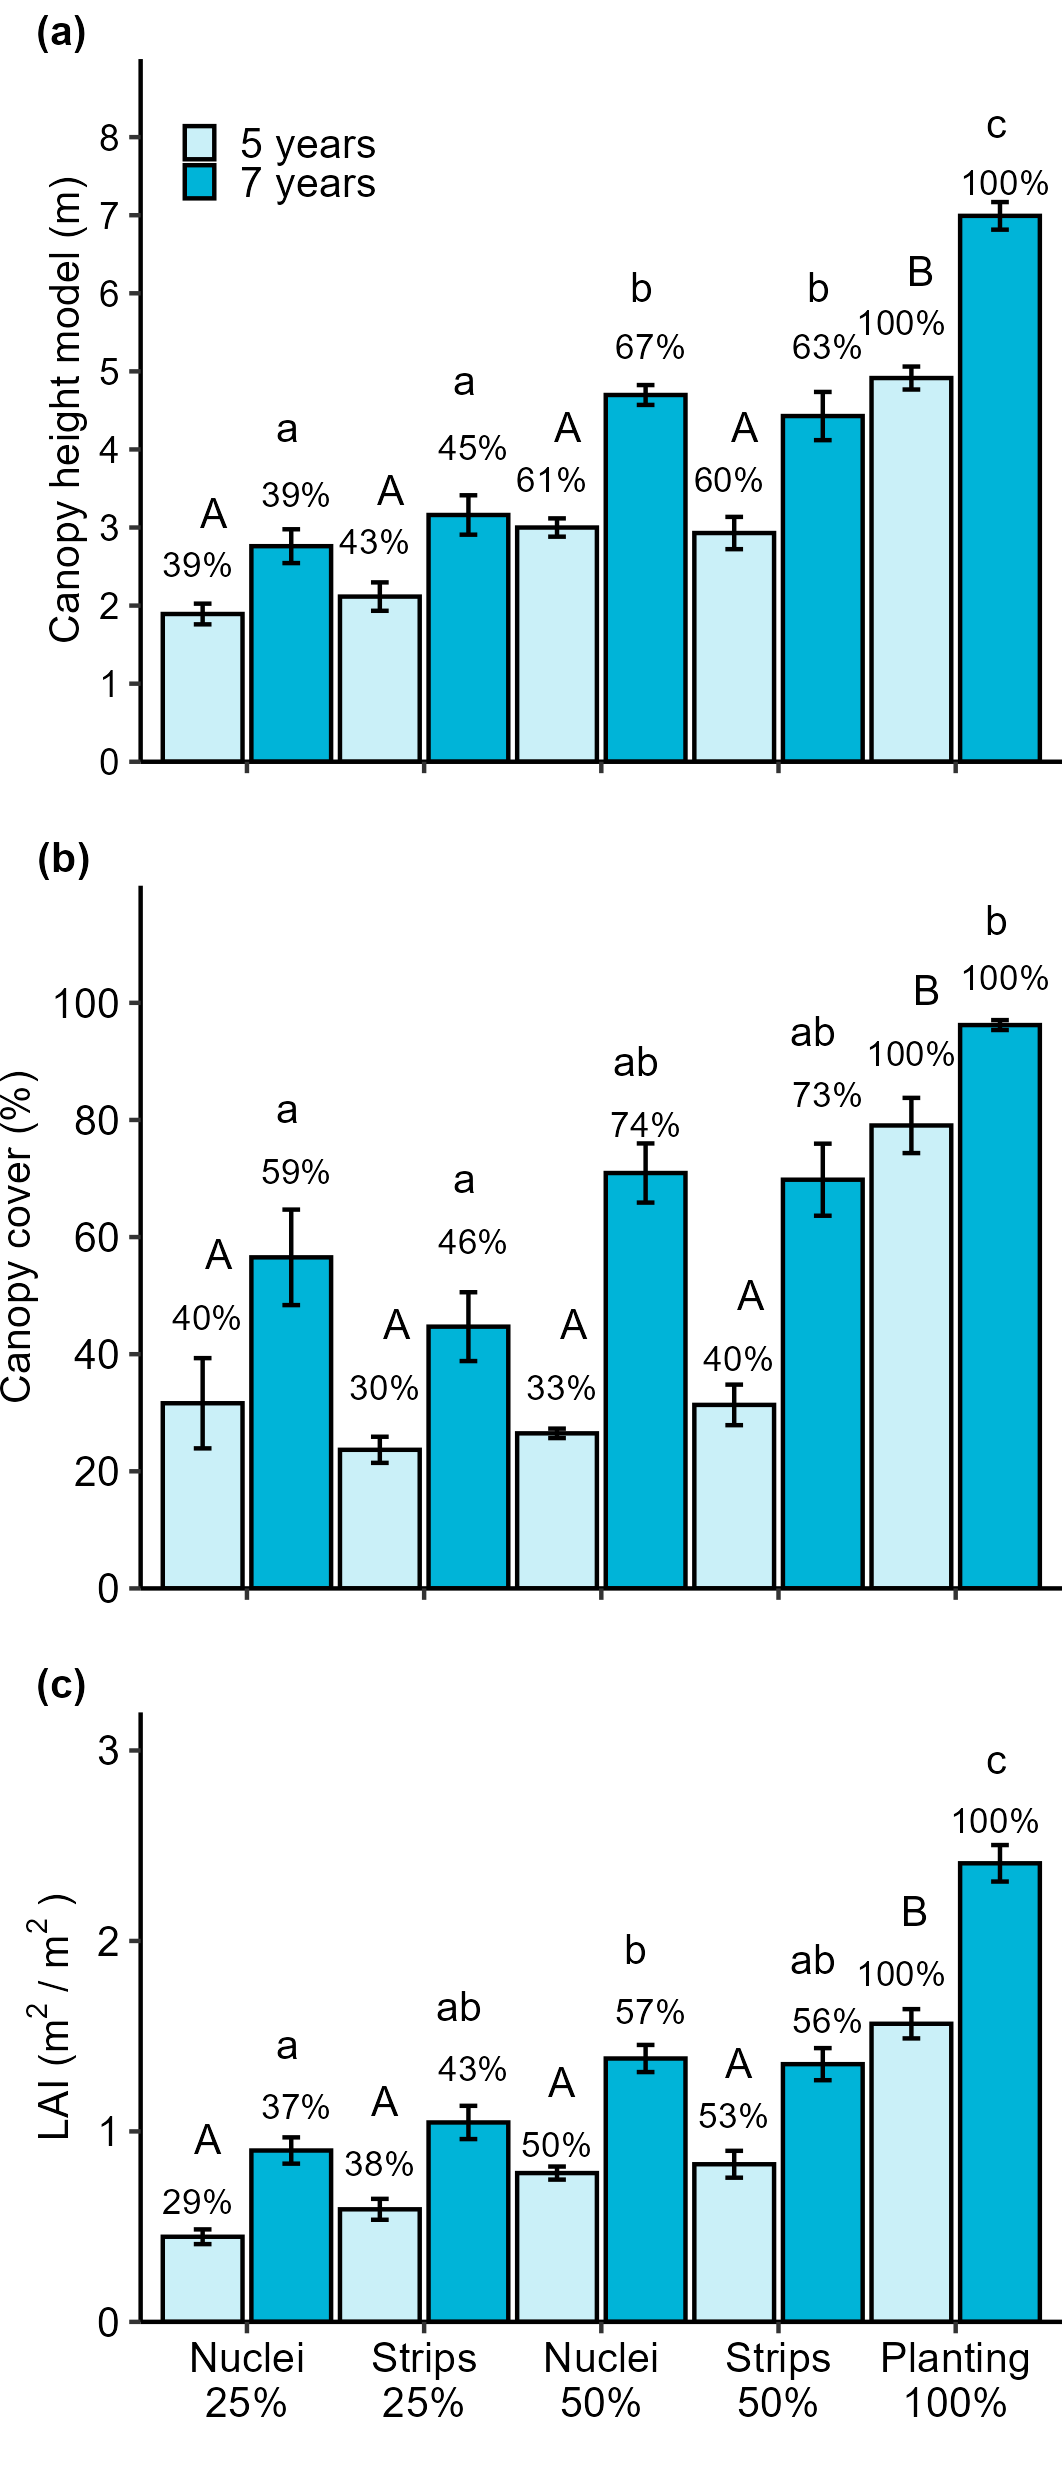 (a)
5 years
7 years
Canopy height model (m)
8
7
6
5
4
3
2
1
0
A
39%
a
39%
A
43%
a
45%
A
61%
b
67%
A
60%
b
63%
B
100%
c
100%
(b)
Canopy cover (%)
100
80
60
40
20
0
A
40%
a
59%
A
30%
a
46%
A
33%
ab
74%
A
40%
ab
73%
B
100%
b
100%
(c)
LAI (m² / m² )
3
2
1
0
A
29%
a
37%
A
38%
ab
43%
A
50%
b
57%
A
53%
ab
56%
B
100%
c
100%
Nuclei
25%
Strips
25%
Nuclei
50%
Strips
50%
Planting
100%